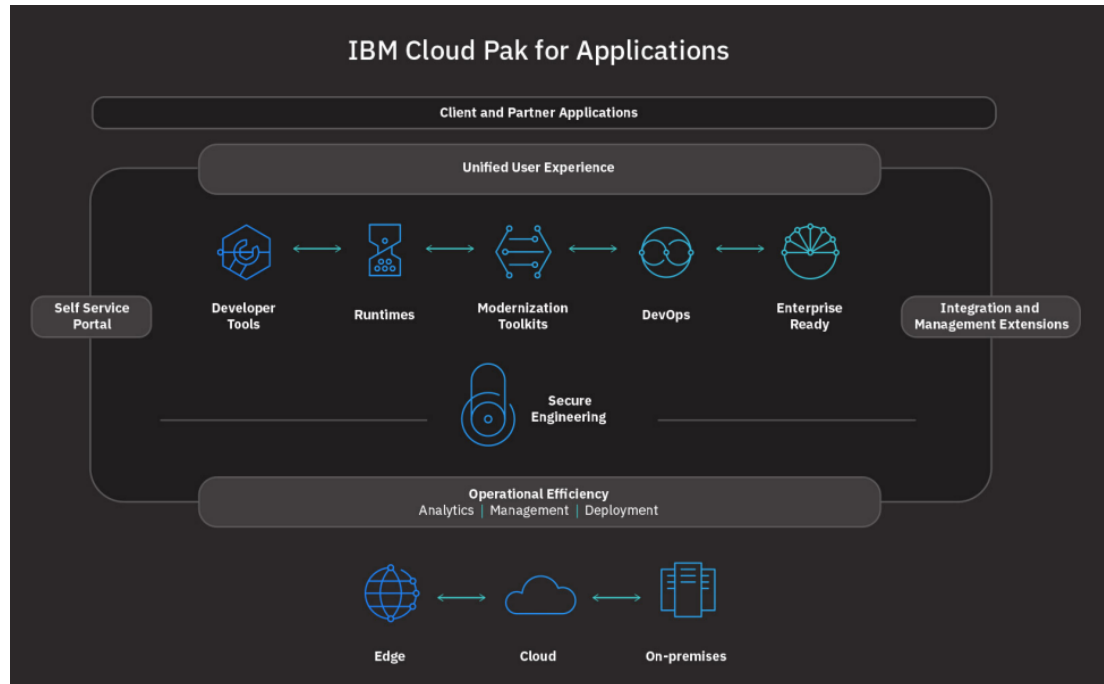 IBM Cloud Pak for Applications
Client and Partner Applications
Unified User Experience
Self Service
Portal
Developer
Tools
Runtimes
Modernization
Toolkits
DevOps
Enterprise
Ready
Integration and
Management Extensions
Secure
Engineering
Operational Efficiency
Analytics | Management | Deployment
Edge
Cloud
On-premises